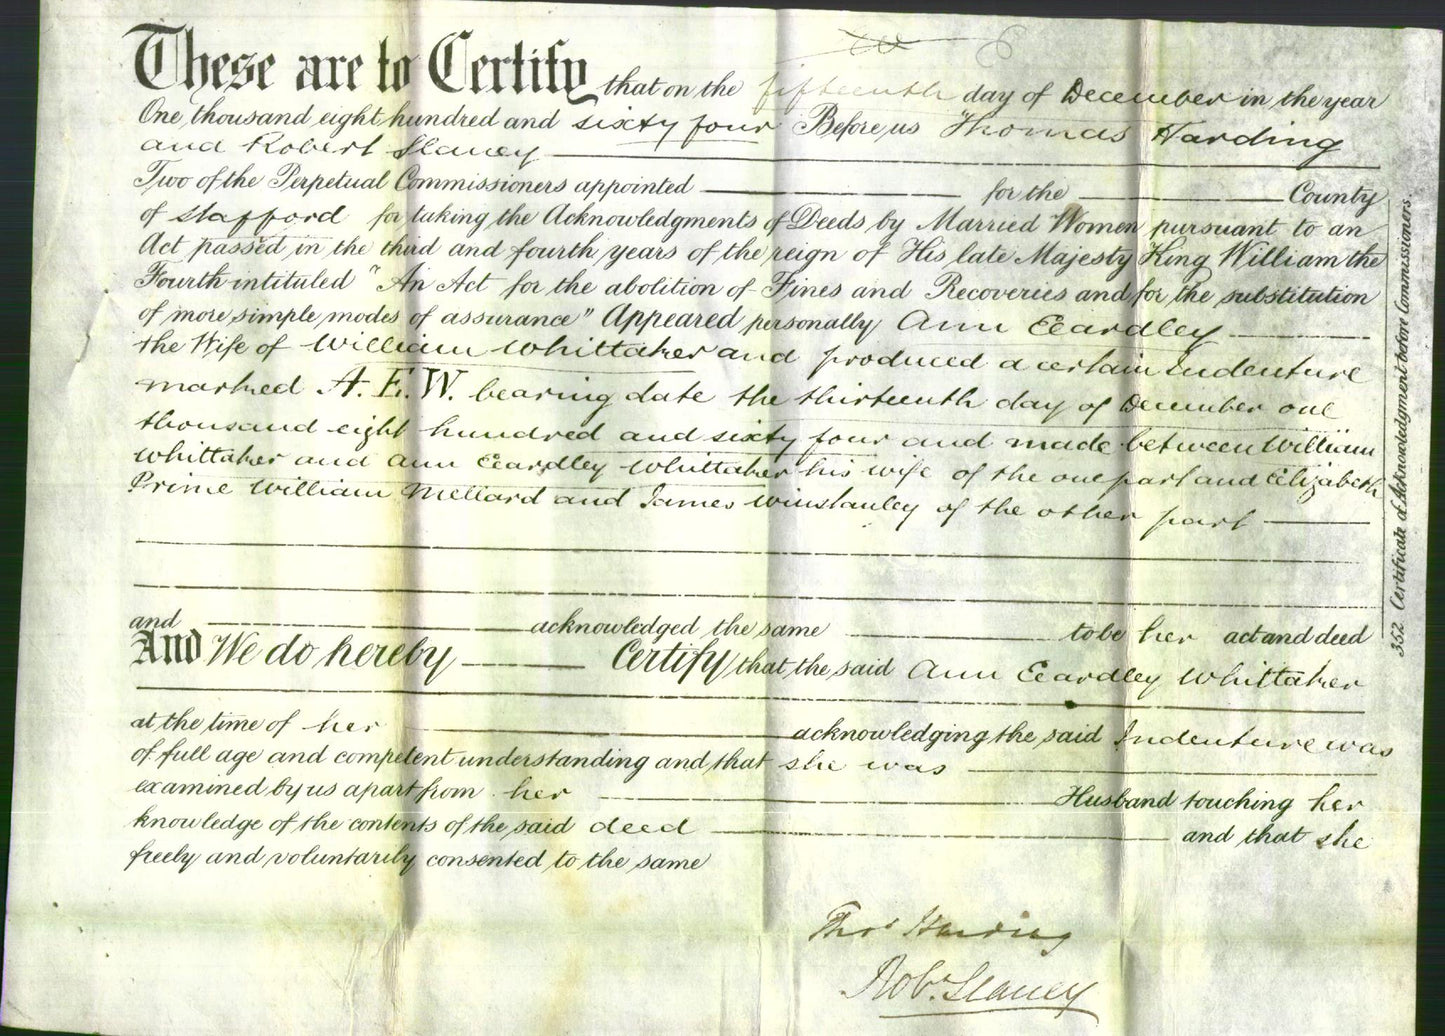 These are to Certify that on the fifteenth day of December in the year
One thousand eight hundred and sixty four Before us Thomas Harding
and Robert Slaney
Two of the Perpetual Commissioners appointed for the County
of Stafford for taking the Acknowledgments of Deeds by Married Women pursuant to an
Act passed in the third and fourth years of the reign of His late Majesty King William the
Fourth intituled "An Act for the abolition of Fines and Recoveries and for the substitution
of more simple modes of assurance" Appeared personally Ann Eeardley
the Wife of William Whittaker and produced a certain Indenture
marked A. E. W. bearing date the thirteenth day of December one
thousand eight hundred and sixty four and made between William
Whittaker and Ann Eeardley Whittaker his wife of the one part and Elizabeth
Prime William Mellard and James Winstanley of the other part
and acknowledged the same to be her act and deed
And We do hereby Certify that the said Ann Eeardley Whittaker
at the time of her acknowledging the said Indenture was
of full age and competent understanding and that she was
examined by us apart from her Husband touching her
knowledge of the contents of the said deed and that she
freely and voluntarily consented to the same
Thos Harding
Robt. Slaney
352 Certificate of Acknowledgment before Commissioners.